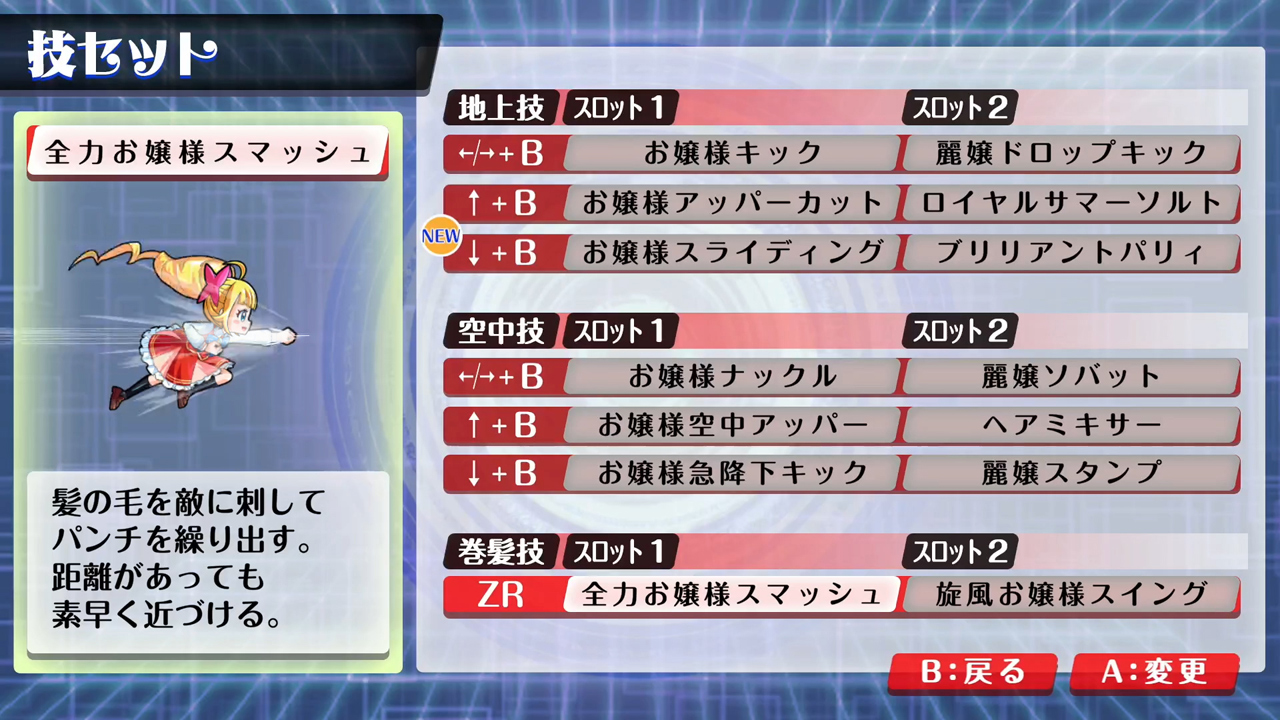 技セット
全力お嬢様スマッシュ
髪の毛を敵に刺して
パンチを繰り出す。
距離があっても
素早く近づける。
地上技 スロット1 スロット2
←/→+B お嬢様キック 麗嬢ドロップキック
↑+B お嬢様アッパーカット ロイヤルサマーソルト
NEW
↓+B お嬢様スライディング ブリリアントパリィ
空中技 スロット1 スロット2
←/→+B お嬢様ナックル 麗嬢ソバット
↑+B お嬢様空中アッパー ヘアミキサー
↓+B お嬢様急降下キック 麗嬢スタンプ
巻髪技 スロット1 スロット2
ZR 全力お嬢様スマッシュ 旋風お嬢様スイング
B:戻る A:変更